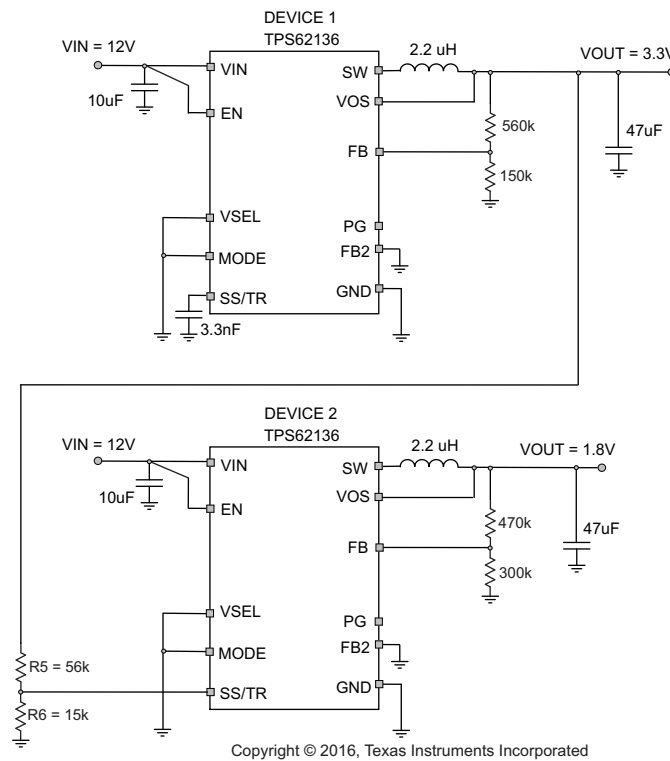 DEVICE 1
TPS62136
VIN = 12V
10uF
VIN
EN
VSEL
MODE
SS/TR
3.3nF
SW
VOS
FB
PG
FB2
GND
2.2 uH
560k
150k
VOUT = 3.3V
47uF
DEVICE 2
TPS62136
VIN = 12V
10uF
VIN
EN
VSEL
MODE
SS/TR
SW
VOS
FB
PG
FB2
GND
2.2 uH
470k
300k
VOUT = 1.8V
47uF
R5 = 56k
R6 = 15k
Copyright © 2016, Texas Instruments Incorporated